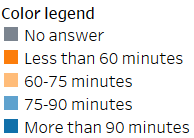 Color legend
No answer
Less than 60 minutes
60-75 minutes
75-90 minutes
More than 90 minutes